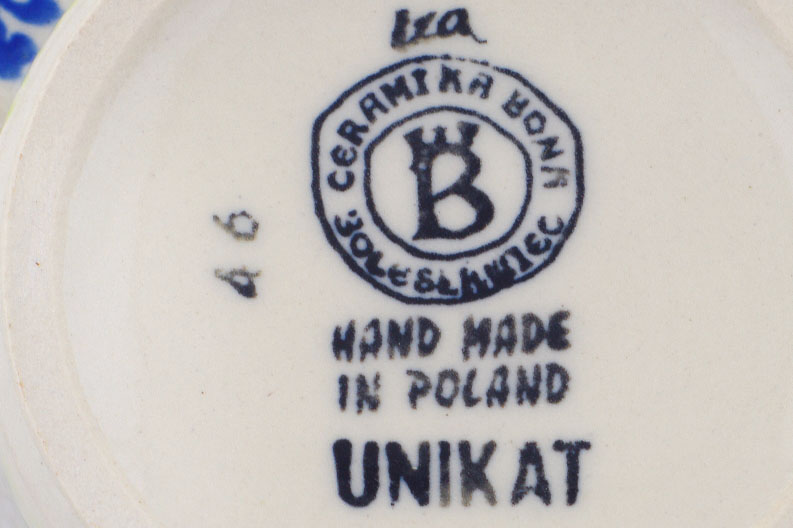 Iza
CERAMIKA BONA
B
BOLESŁAWIEC
46
HAND MADE
IN POLAND
UNIKAT